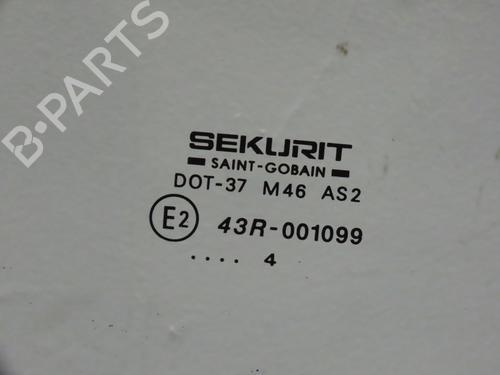 B-PARTS
SEKURIT
SAINT-GOBAIN
DOT-37 M46 AS2
E2 43R-001099
.... 4